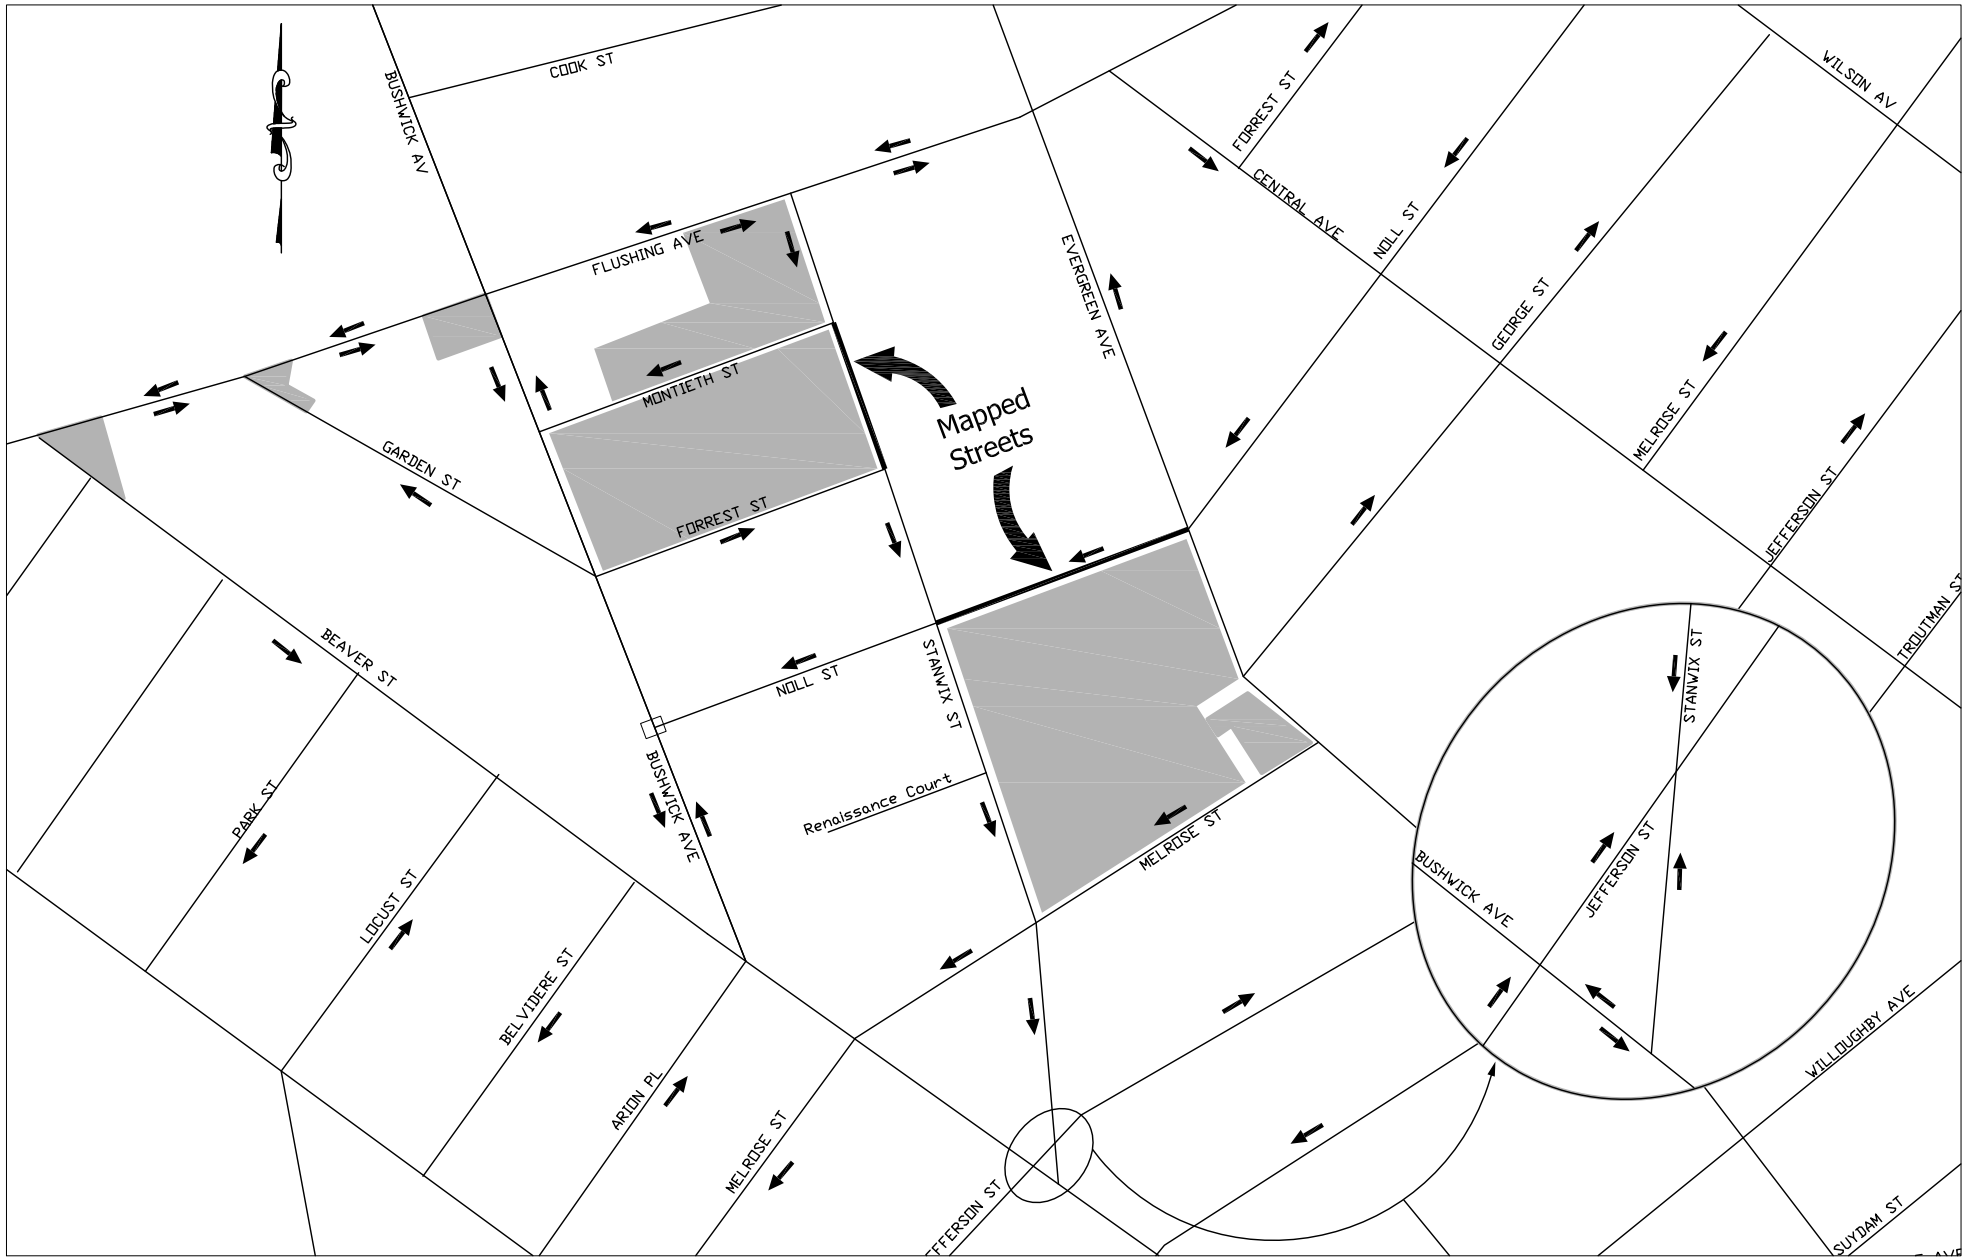 COOK ST
BUSHWICK AV
FORREST ST
WILSON AV
CENTRAL AVE
NOLL ST
FLUSHING AVE
EVERGREEN AVE
GEORGE ST
MONTIETH ST
Mapped
Streets
MELROSE ST
GARDEN ST
FORREST ST
JEFFERSON ST
TROUTMAN ST
BEAVER ST
NOLL ST
STANWIX ST
STANWIX ST
BUSHWICK AVE
PARK ST
Renaissance Court
MELROSE ST
JEFFERSON ST
BUSHWICK AVE
LOCUST ST
BELVIDERE ST
WILLOUGHBY AVE
ARION PL
MELROSE ST
FFERSON ST
SUYDAM ST